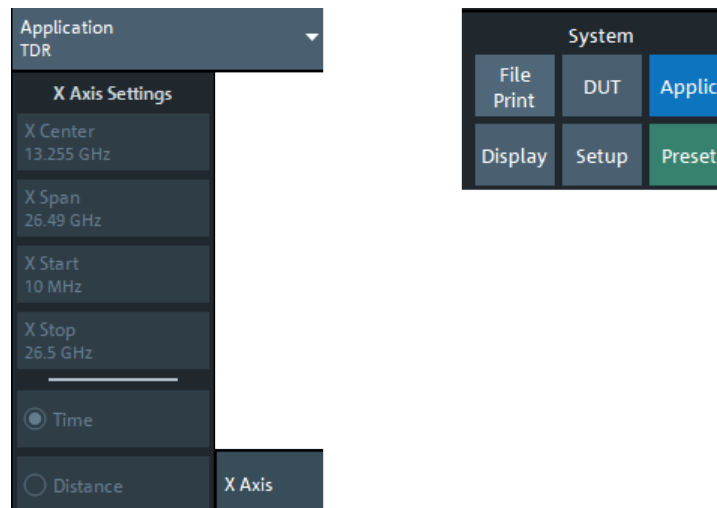 Application
TDR
X Axis Settings
X Center
13.255 GHz
X Span
26.49 GHz
X Start
10 MHz
X Stop
26.5 GHz
Time
Distance
X Axis
System
File
Print
DUT
Applic
Display
Setup
Preset